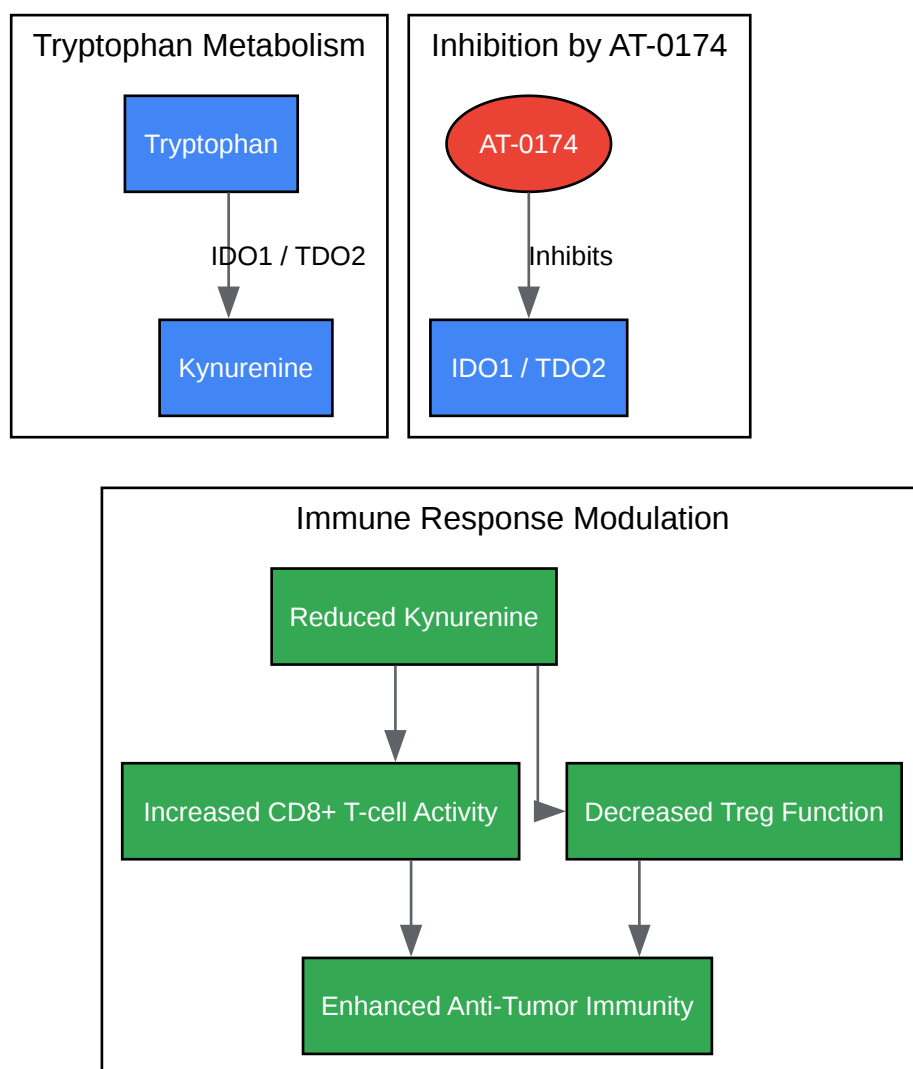 Tryptophan Metabolism
Tryptophan
IDO1 / TDO2
Kynurenine
Inhibition by AT-0174
AT-0174
Inhibits
IDO1 / TDO2
Immune Response Modulation
Reduced Kynurenine
Increased CD8+ T-cell Activity
Decreased Treg Function
Enhanced Anti-Tumor Immunity